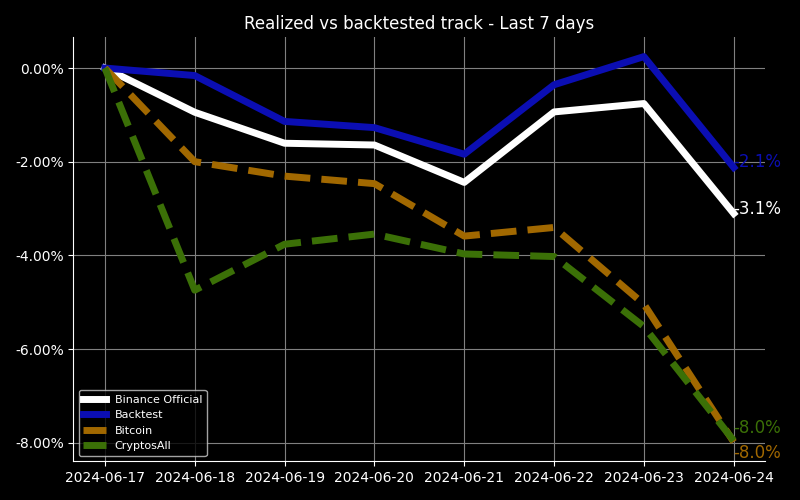 Realized vs backtested track - Last 7 days
0.00%
-2.00%
-4.00%
-6.00%
-8.00%
-2.1%
-3.1%
-8.0%
-8.0%
Binance Official
Backtest
Bitcoin
CryptosAll
2024-06-17 2024-06-18 2024-06-19 2024-06-20 2024-06-21 2024-06-22 2024-06-23 2024-06-24